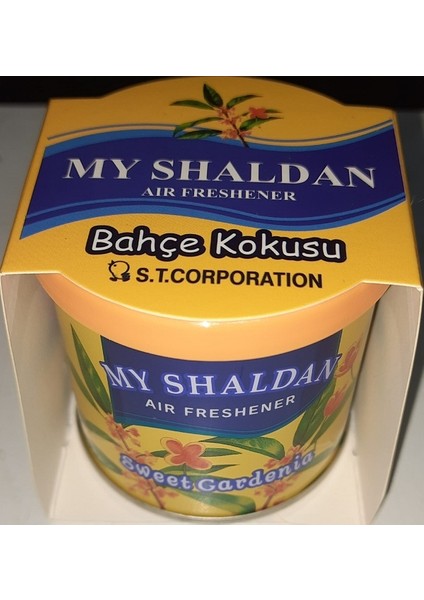 MY SHALDAN
AIR FRESHENER
Bahçe Kokusu
S.T.CORPORATION
MY SHALDAN
AIR FRESHENER
Sweet Gardenia